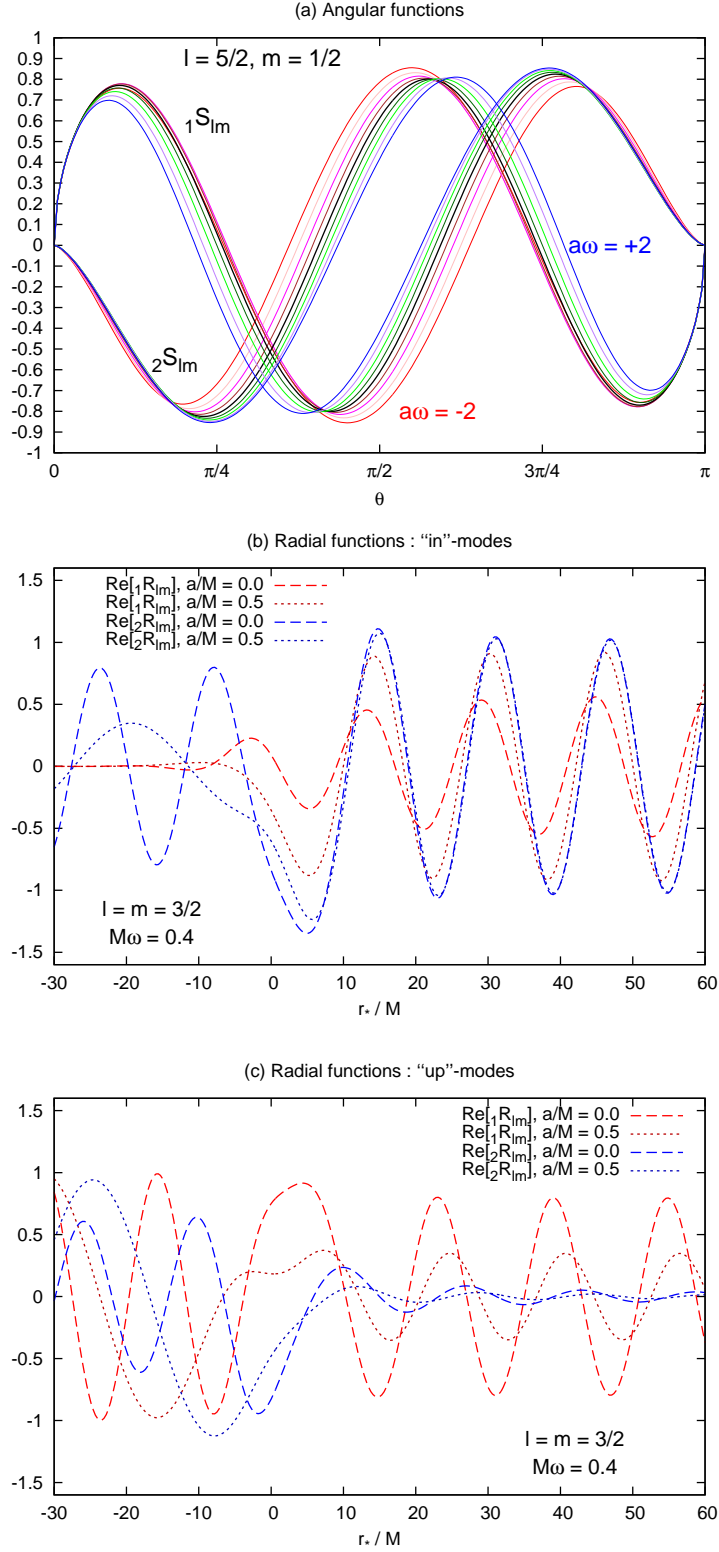 (a) Angular functions
1
0.9
0.8
0.7
0.6
0.5
0.4
0.3
0.2
0.1
0
-0.1
-0.2
-0.3
-0.4
-0.5
-0.6
-0.7
-0.8
-0.9
-1
l = 5/2, m = 1/2
₁Sₗₘ
aω = +2
₂Sₗₘ
aω = -2
0 π/4 π/2 3π/4 π
θ
(b) Radial functions : “in”-modes
Re[₁Rₗₘ], a/M = 0.0
Re[₁Rₗₘ], a/M = 0.5
Re[₂Rₗₘ], a/M = 0.0
Re[₂Rₗₘ], a/M = 0.5
1.5
1
0.5
0
-0.5
-1
-1.5
l = m = 3/2
Mω = 0.4
-30 -20 -10 0 10 20 30 40 50 60
r* / M
(c) Radial functions : “up”-modes
Re[₁Rₗₘ], a/M = 0.0
Re[₁Rₗₘ], a/M = 0.5
Re[₂Rₗₘ], a/M = 0.0
Re[₂Rₗₘ], a/M = 0.5
1.5
1
0.5
0
-0.5
-1
-1.5
l = m = 3/2
Mω = 0.4
-30 -20 -10 0 10 20 30 40 50 60
r* / M